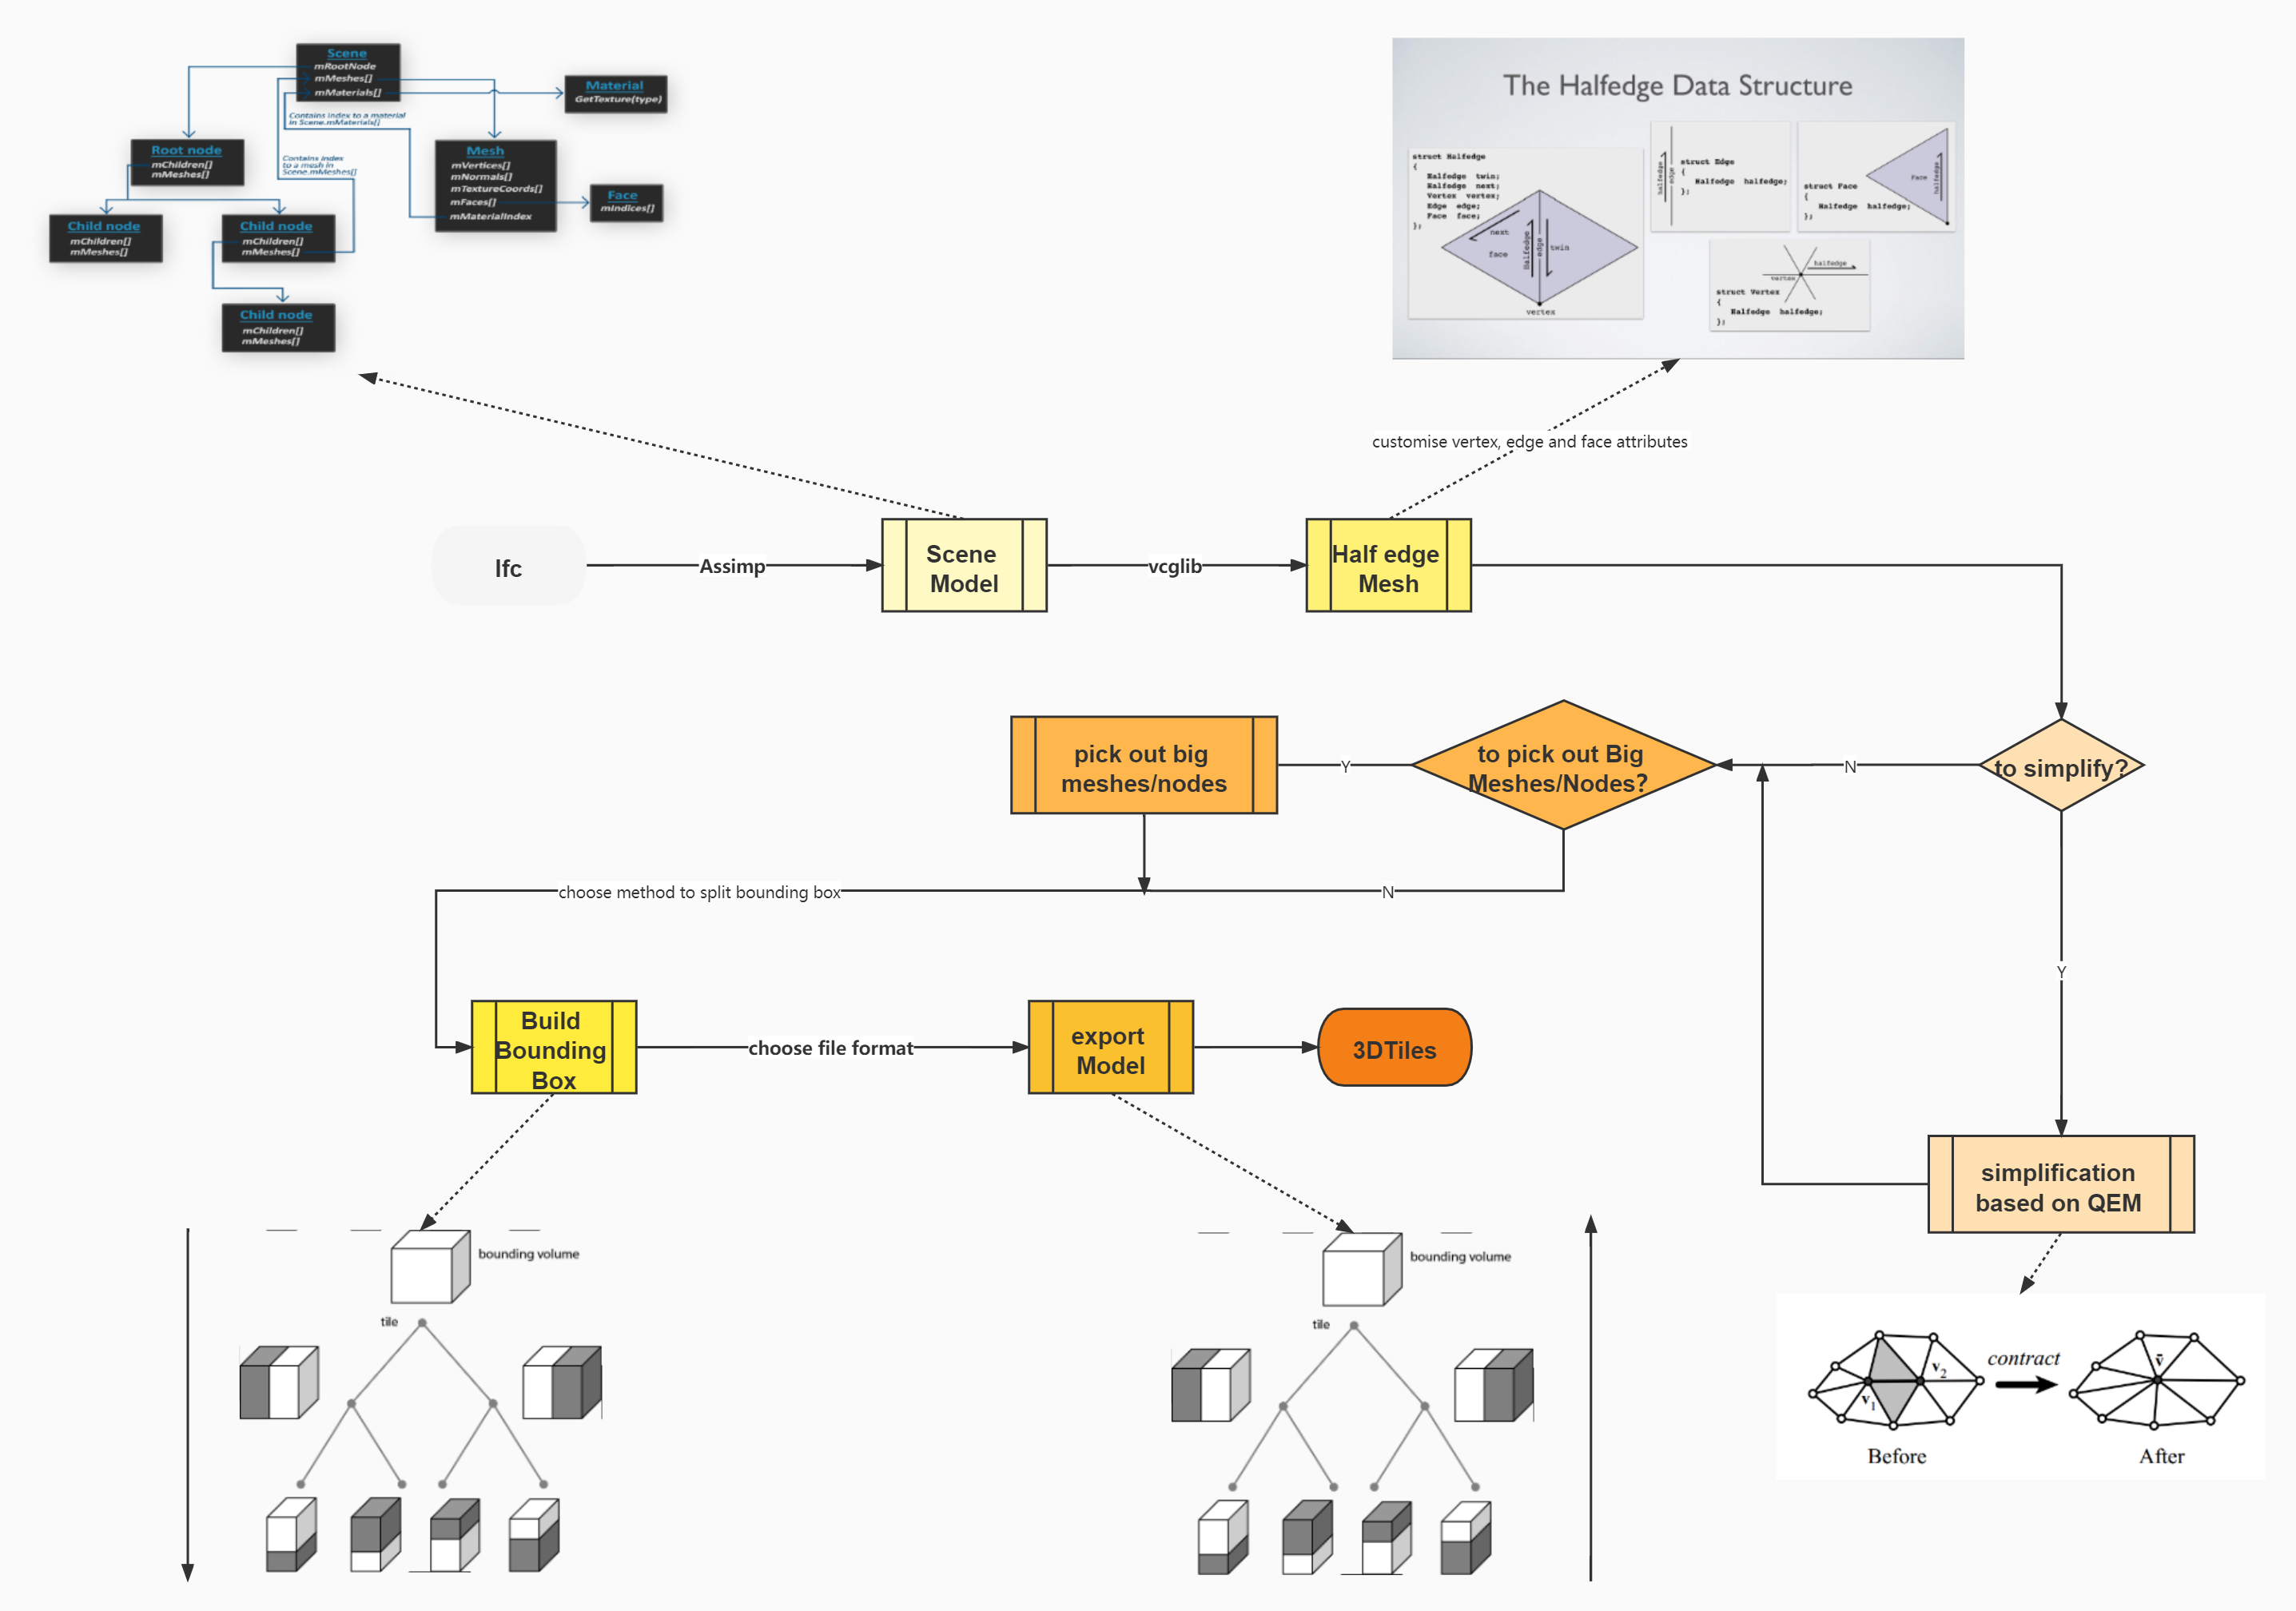 Scene
mRootNode
mMeshes[]
mMaterials[]
Material
GetTexture(type)
Contains index to a material
in Scene.mMaterials[]
Root node
mChildren[]
mMeshes[]
Contains index
to a mesh in
Scene.mMeshes[]
Mesh
mVertices[]
mNormals[]
mTextureCoords[]
mFaces[]
mMaterialIndex
Face
mIndices[]
Child node
mChildren[]
mMeshes[]
Child node
mChildren[]
mMeshes[]
Child node
mChildren[]
mMeshes[]
The Halfedge Data Structure
struct Halfedge
{
Halfedge twin;
Halfedge next;
Vertex vertex;
Edge edge;
Face face;
};
next
face
Halfedge
edge
twin
vertex
halfedge
edge
struct Edge
{
Halfedge halfedge;
};
Face
halfedge
struct Face
{
Halfedge halfedge;
};
halfedge
vertex
struct Vertex
{
Halfedge halfedge;
};
customise vertex, edge and face attributes
Ifc
Assimp
Scene
Model
vcglib
Half edge
Mesh
pick out big
meshes/nodes
Y
to pick out Big
Meshes/Nodes?
N
to simplify?
choose method to split bounding box
N
Y
Build
Bounding
Box
choose file format
export
Model
3DTiles
simplification
based on QEM
bounding volume
tile
bounding volume
tile
v1
v2
Before
contract
v̄
After